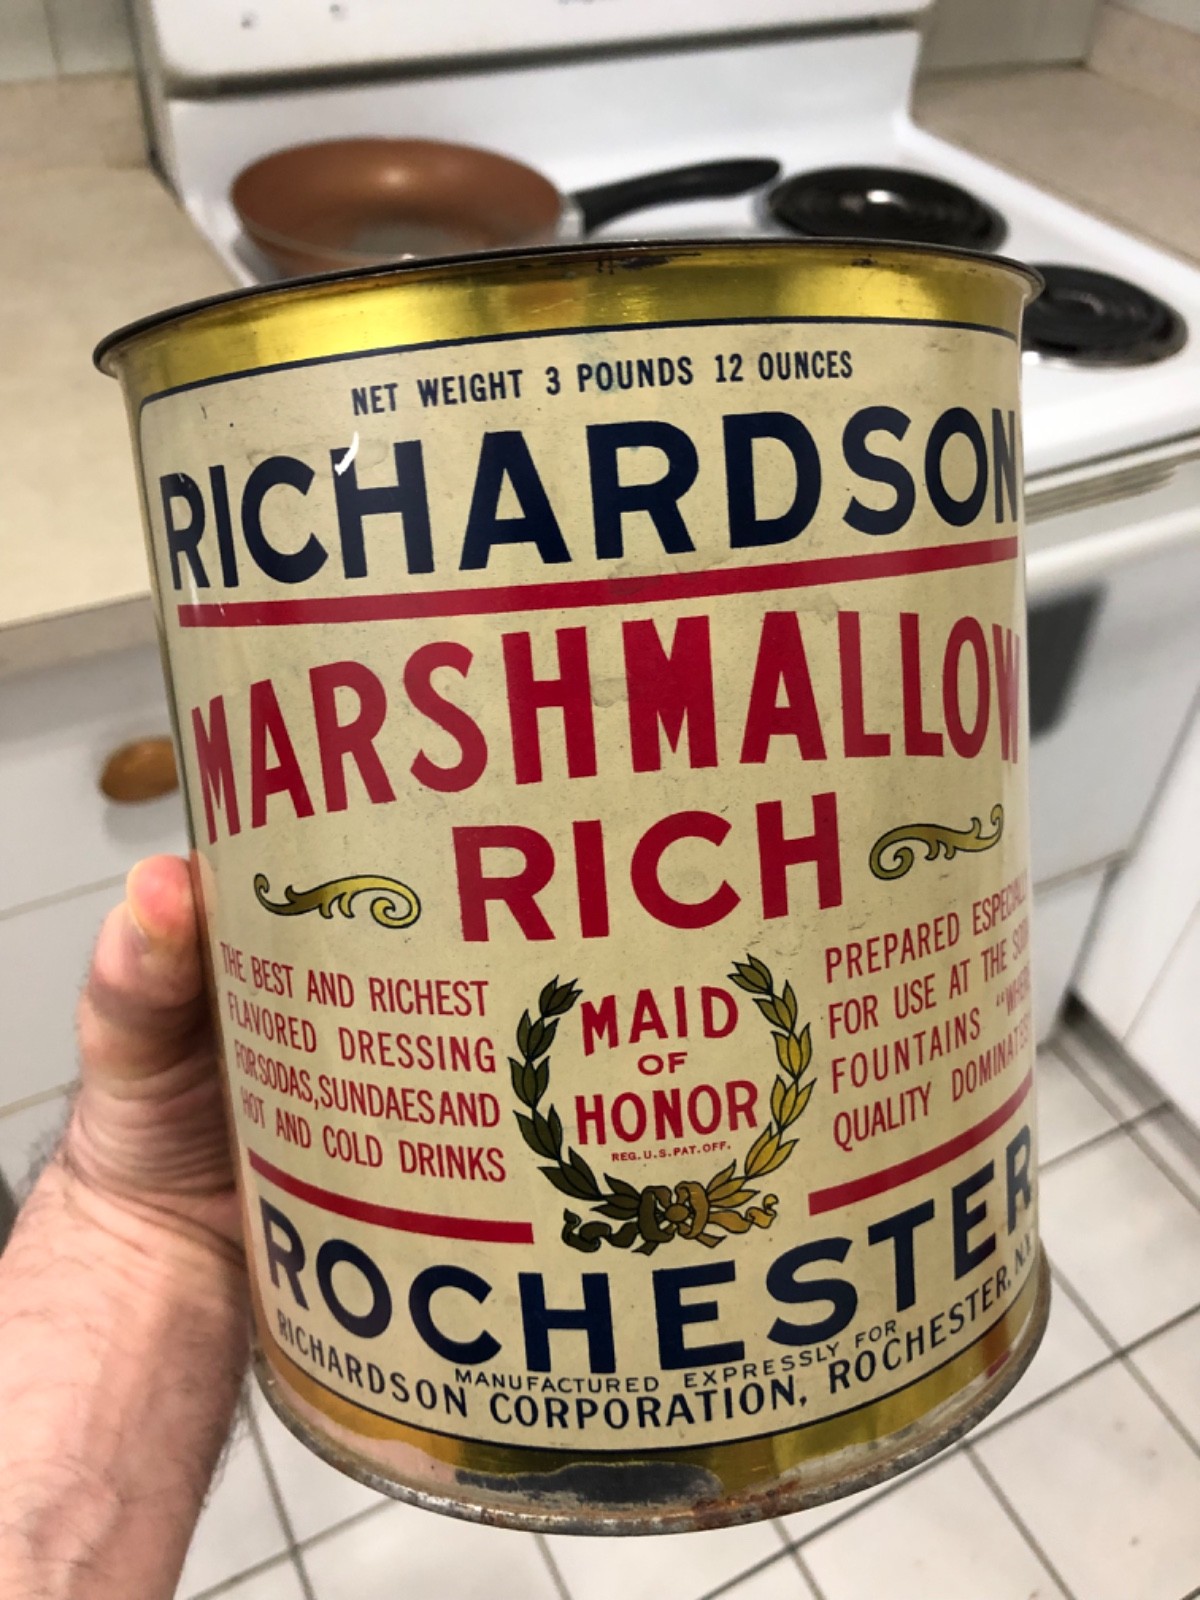 NET WEIGHT 3 POUNDS 12 OUNCES
RICHARDSON
MARSHMALLOW
RICH
THE BEST AND RICHEST
FLAVORED DRESSING
FOR SODAS, SUNDAES AND
HOT AND COLD DRINKS
MAID
OF
HONOR
REG. U.S. PAT. OFF.
PREPARED
FOR USE AT THE
FOUNTAINS
QUALITY
ROCHESTER
MANUFACTURED EXPRESSLY FOR
RICHARDSON CORPORATION, ROCHESTER, N.Y.